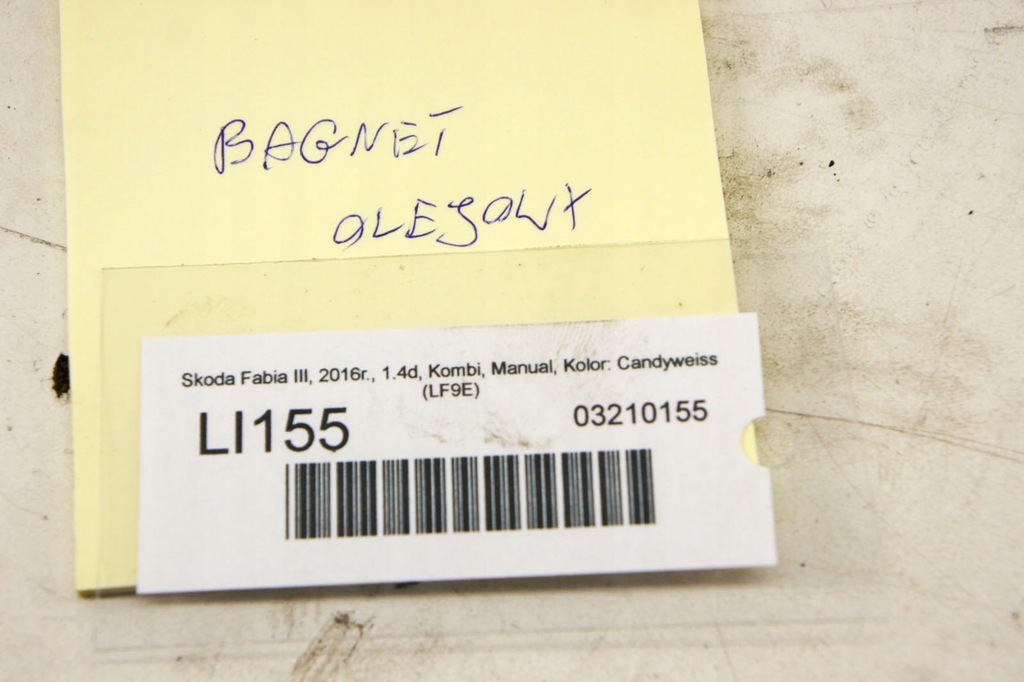 BAGNET
OLEJOWY
Skoda Fabia III, 2016r., 1.4d, Kombi, Manual, Kolor: Candyweiss
(LF9E)
LI155
03210155